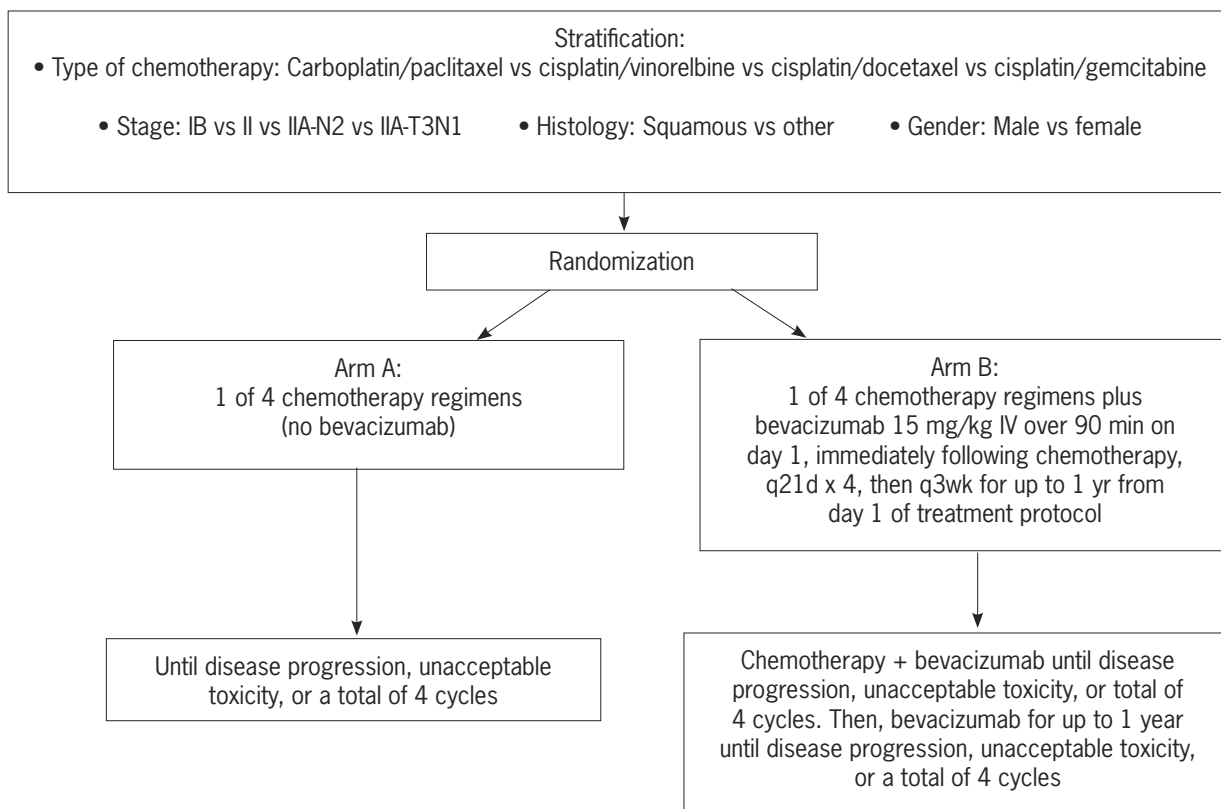 Stratification:
• Type of chemotherapy: Carboplatin/paclitaxel vs cisplatin/vinorelbine vs cisplatin/docetaxel vs cisplatin/gemcitabine
• Stage: IB vs II vs IIA-N2 vs IIA-T3N1 • Histology: Squamous vs other • Gender: Male vs female
Randomization
Arm A:
1 of 4 chemotherapy regimens
(no bevacizumab)
Arm B:
1 of 4 chemotherapy regimens plus
bevacizumab 15 mg/kg IV over 90 min on
day 1, immediately following chemotherapy,
q21d x 4, then q3wk for up to 1 yr from
day 1 of treatment protocol
Until disease progression, unacceptable
toxicity, or a total of 4 cycles
Chemotherapy + bevacizumab until disease
progression, unacceptable toxicity, or total of
4 cycles. Then, bevacizumab for up to 1 year
until disease progression, unacceptable toxicity,
or a total of 4 cycles